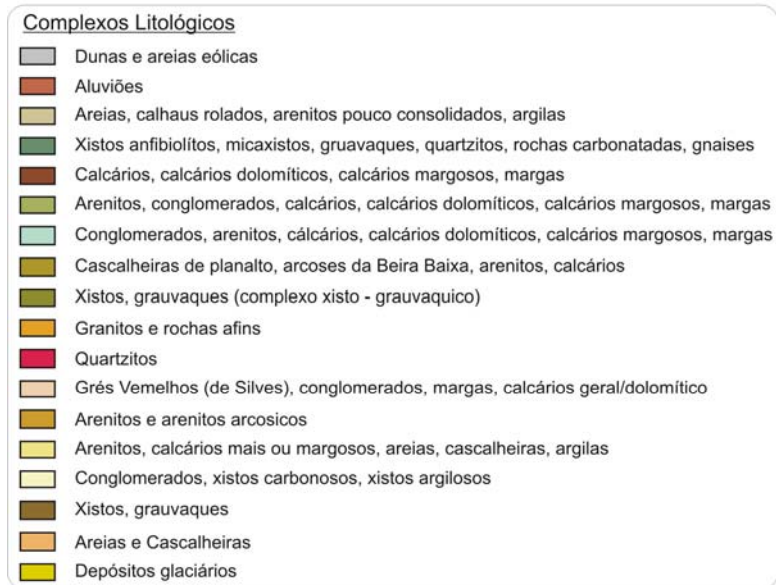 Complexos Litológicos
Dunas e areias eólicas
Aluviões
Areias, calhaus rolados, arenitos pouco consolidados, argilas
Xistos anfibiolítos, micaxistos, gruavaques, quartzitos, rochas carbonatadas, gnaises
Calcários, calcários dolomíticos, calcários margosos, margas
Arenitos, conglomerados, calcários, calcários dolomíticos, calcários margosos, margas
Conglomerados, arenitos, cálcários, calcários dolomíticos, calcários margosos, margas
Cascalheiras de planalto, arcoses da Beira Baixa, arenitos, calcários
Xistos, grauvaques (complexo xisto - grauvaquico)
Granitos e rochas afins
Quartzitos
Grés Vemelhos (de Silves), conglomerados, margas, calcários geral/dolomítico
Arenitos e arenitos arcosicos
Arenitos, calcários mais ou margosos, areias, cascalheiras, argilas
Conglomerados, xistos carbonosos, xistos argilosos
Xistos, grauvaques
Areias e Cascalheiras
Depósitos glaciários